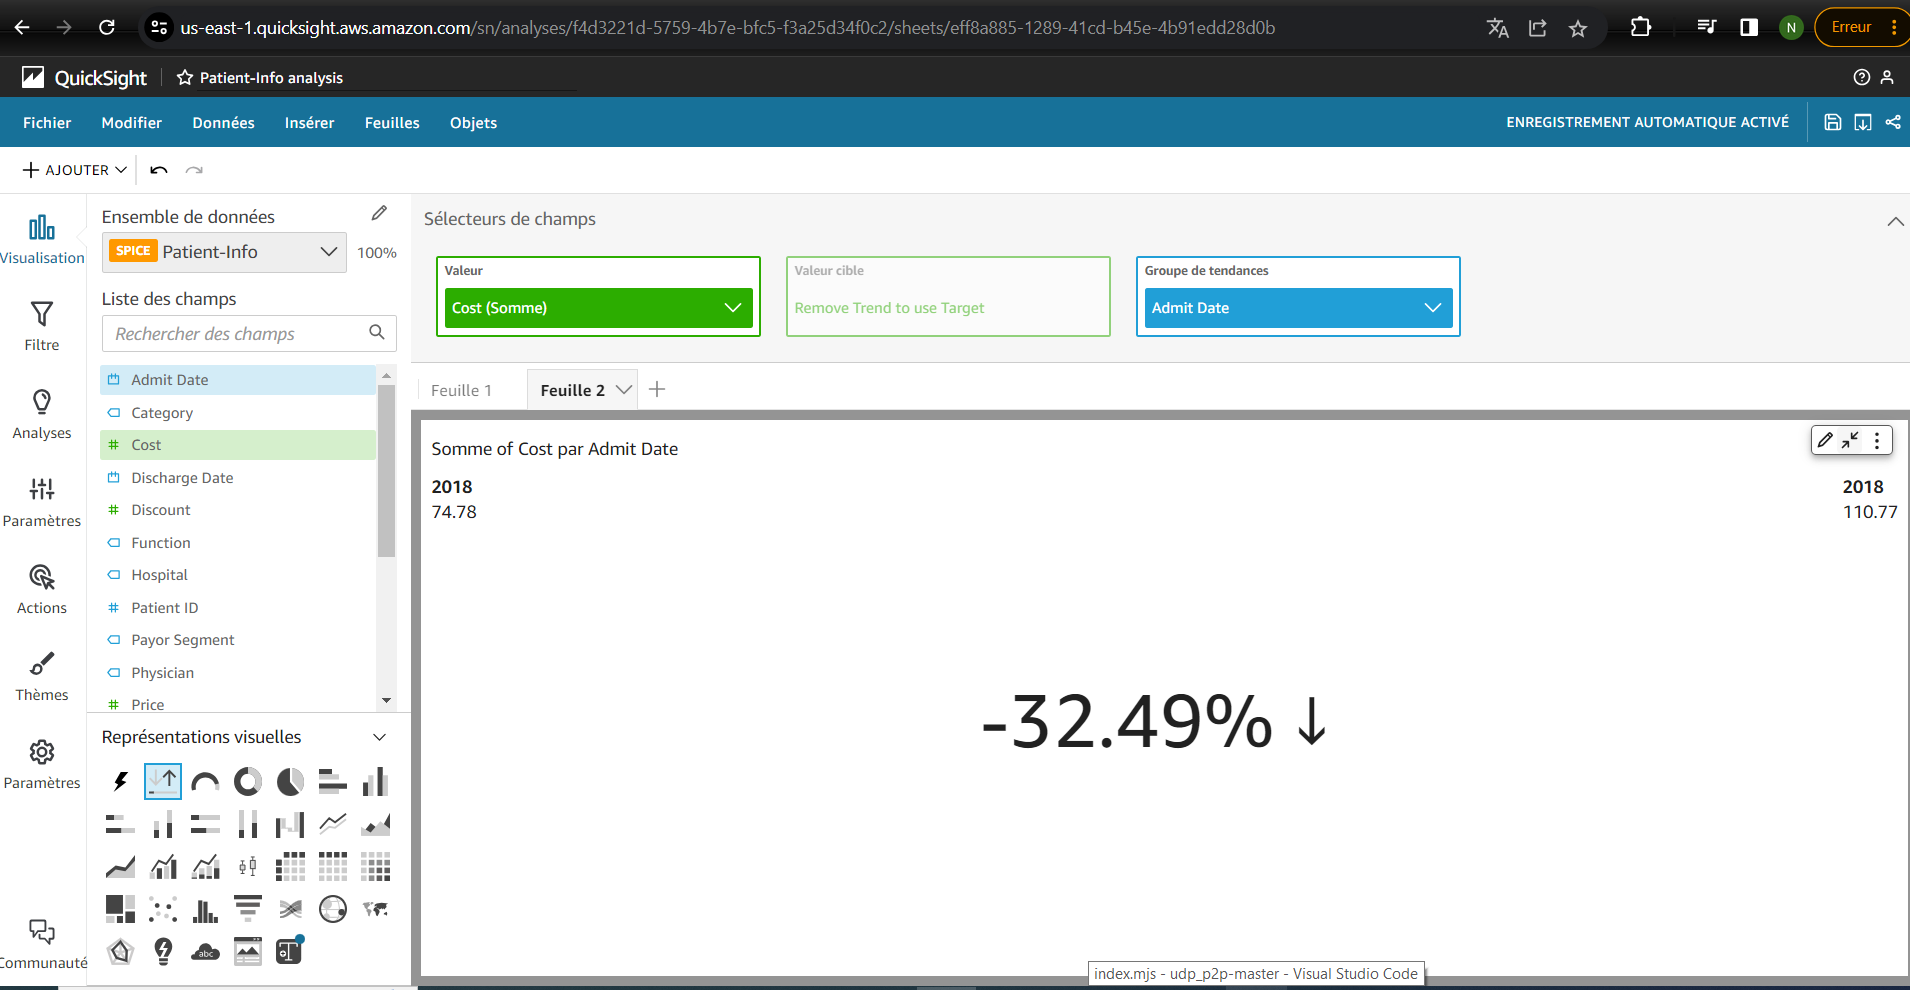 us-east-1.quicksight.aws.amazon.com/sn/analyses/f4d3221d-5759-4b7e-bfc5-f3a25d34f0c2/sheets/eff8a885-1289-41cd-b45e-4b91edd28d0b
N
Erreur
QuickSight
Patient-Info analysis
Fichier
Modifier
Données
Insérer
Feuilles
Objets
ENREGISTREMENT AUTOMATIQUE ACTIVÉ
AJOUTER
Visualisation
Filtre
Analyses
Paramètres
Actions
Thèmes
Paramètres
Communauté
Ensemble de données
SPICE Patient-Info
100%
Liste des champs
Rechercher des champs
Admit Date
Category
Cost
Discharge Date
Discount
Function
Hospital
Patient ID
Payor Segment
Physician
Price
Représentations visuelles
abc
Sélecteurs de champs
Valeur
Cost (Somme)
Valeur cible
Remove Trend to use Target
Groupe de tendances
Admit Date
Feuille 1
Feuille 2
Somme of Cost par Admit Date
2018
74.78
2018
110.77
-32.49%
index.mjs - udp_p2p-master - Visual Studio Code